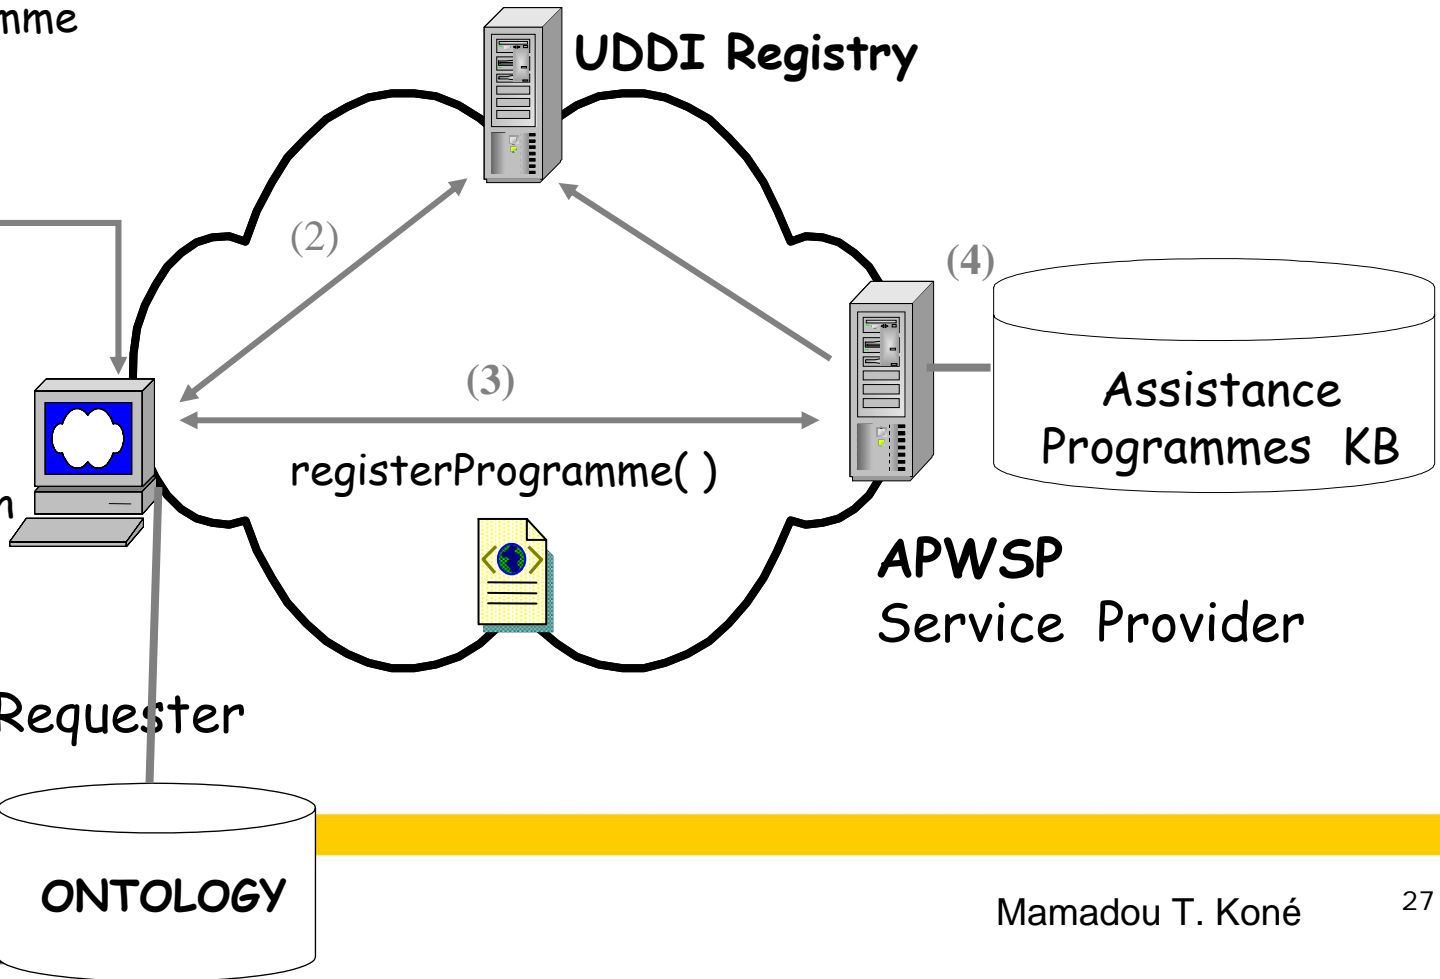 mme
UDDI Registry
(2)
(4)
(3)
Assistance
Programmes KB
registerProgramme( )
n
APWSP
Service Provider
Requester
ONTOLOGY
Mamadou T. Koné
27